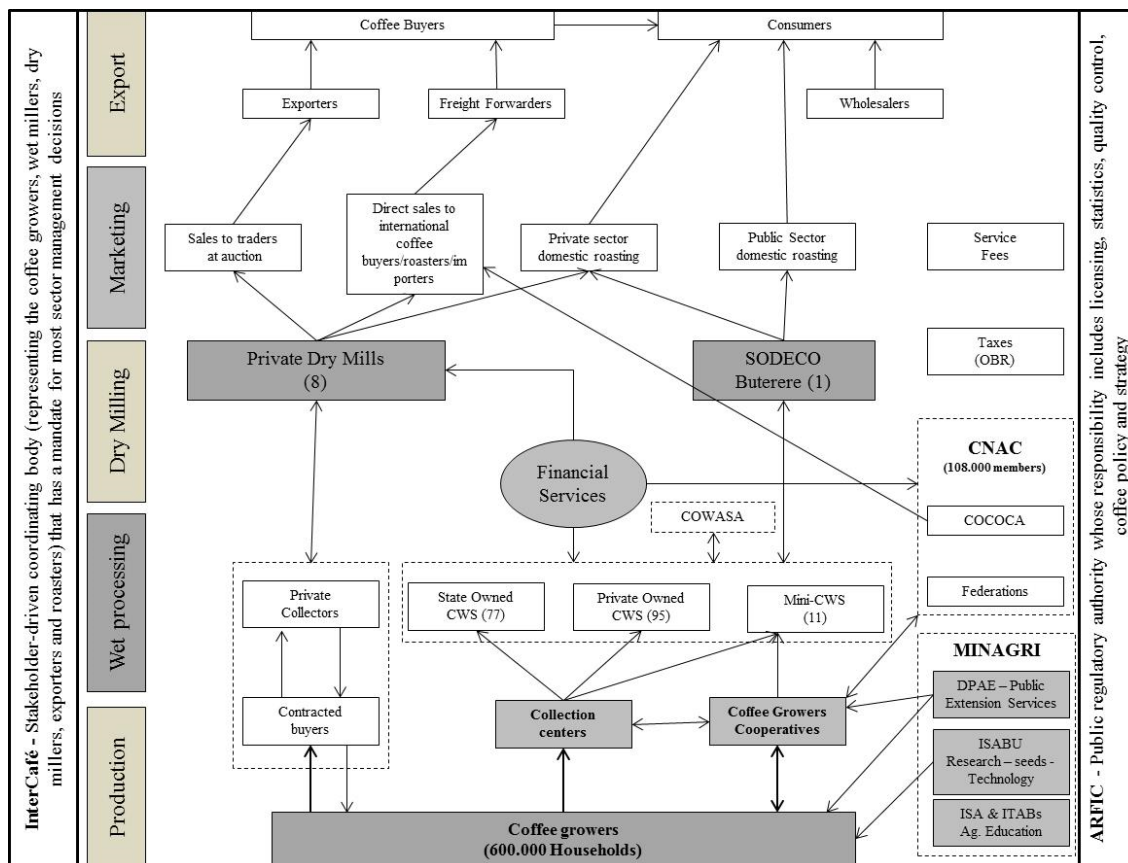 InterCafé - Stakeholder-driven coordinating body (representing the coffee growers, wet millers, dry
millers, exporters and roasters) that has a mandate for most sector management decisions
Export
Coffee Buyers
Consumers
Exporters
Freight Forwarders
Wholesalers
Marketing
Sales to traders
at auction
Direct sales to
international
coffee
buyers/roasters/im
porters
Private sector
domestic roasting
Public Sector
domestic roasting
Service
Fees
Dry Milling
Private Dry Mills
(8)
SODECO
Buterere (1)
Taxes
(OBR)
Financial
Services
CNAC
(108.000 members)
COCOCA
Federations
Wet processing
COWASA
Private
Collectors
State Owned
CWS (77)
Private Owned
CWS (95)
Mini-CWS
(11)
Contracted
buyers
Collection
centers
Coffee Growers
Cooperatives
MINAGRI
DPAE – Public
Extension Services
ISABU
Research – seeds -
Technology
ISA & ITABs
Ag. Education
Production
Coffee growers
(600.000 Households)
ARFIC - Public regulatory authority whose responsibility includes licensing, statistics, quality control,
coffee policy and strategy